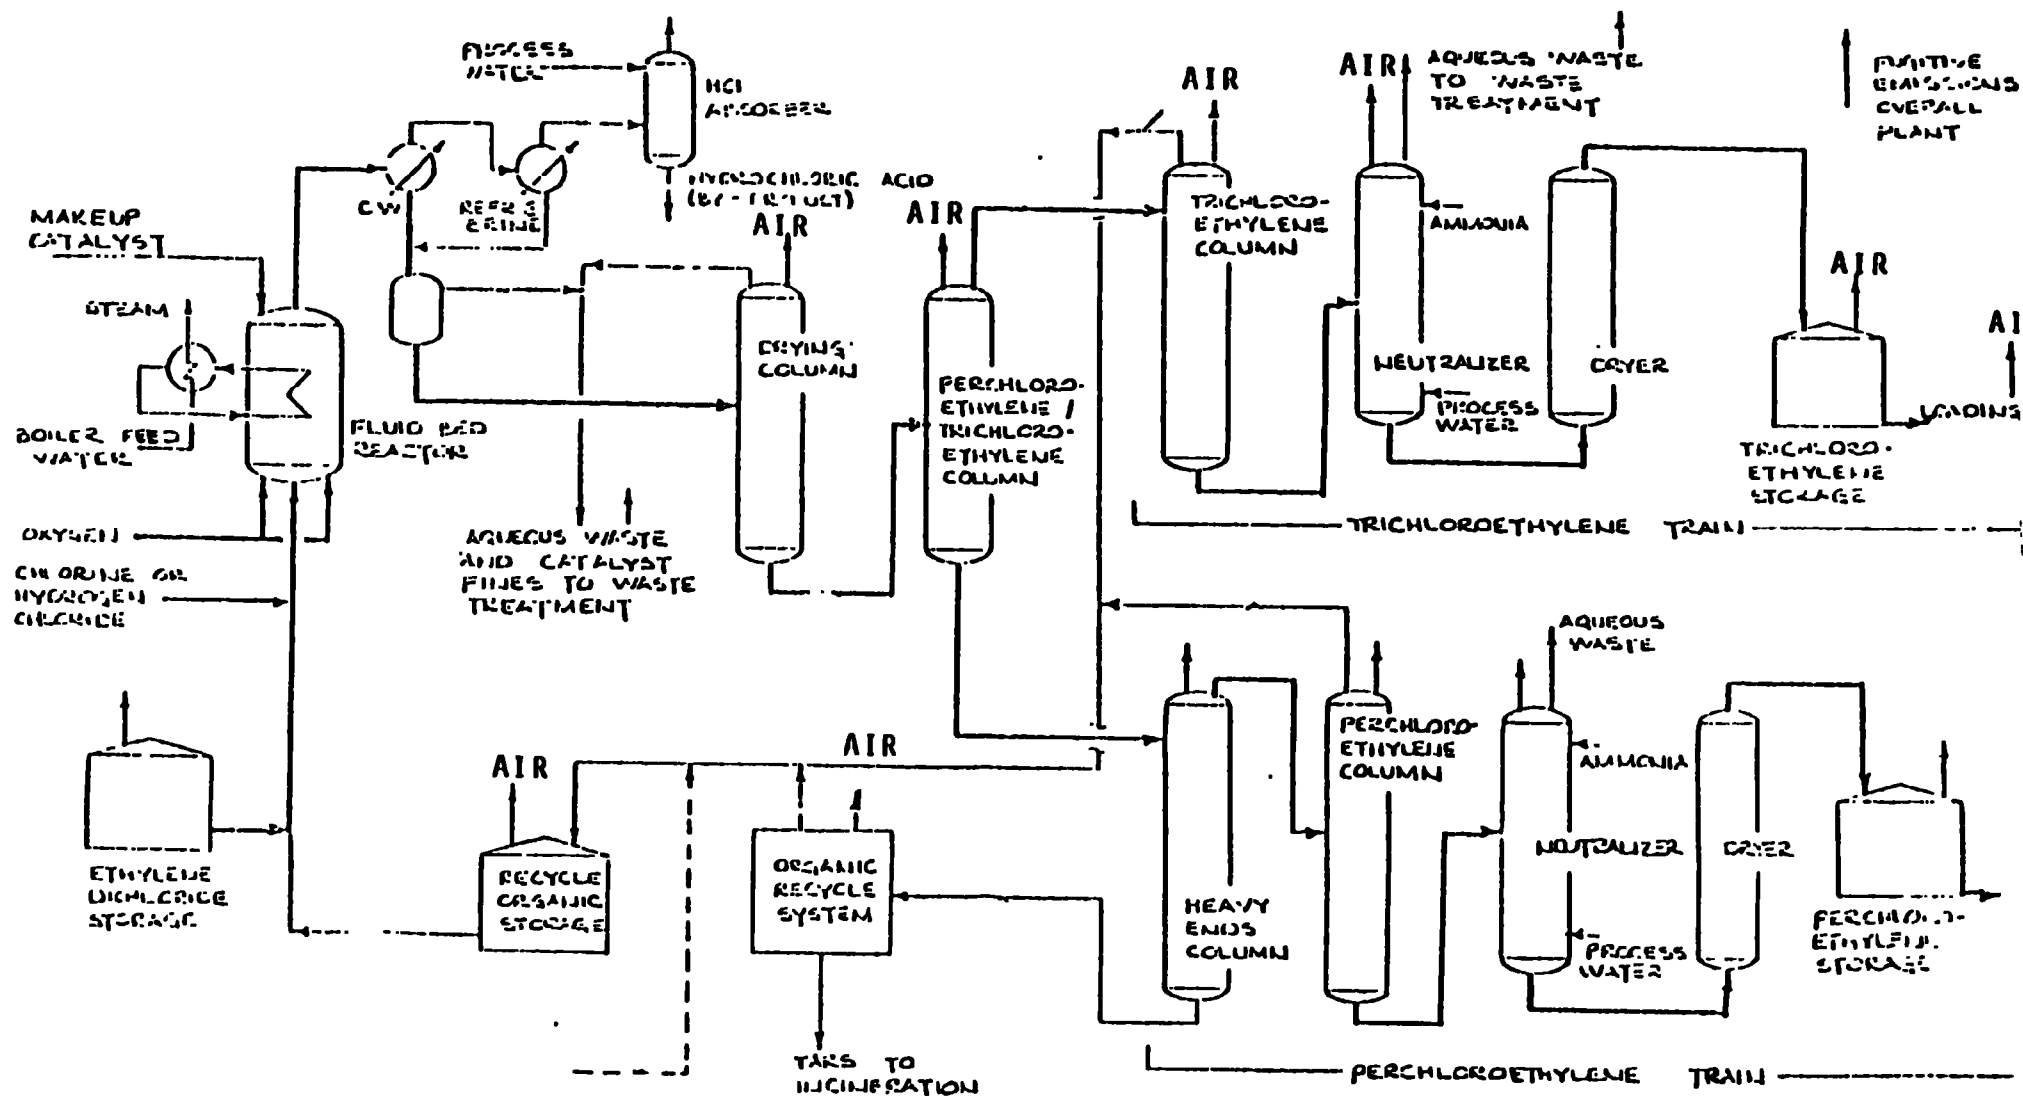 PROCESS
WATER
HCl
ABSORBER
HYDROCHLORIC ACID
(BY-PRODUCT)
CW
AIR
AIR
AIR
AIR
AQUEOUS WASTE
TO WASTE
TREATMENT
FUGITIVE
EMISSIONS
OVERALL
PLANT
MAKEUP
CATALYST
STEAM
BOILER FEED
WATER
FLUID BED
REACTOR
DRYING
COLUMN
PERCHLORO-
ETHYLENE /
TRICHLORO-
ETHYLENE
COLUMN
TRICHLORO-
ETHYLENE
COLUMN
AMMONIA
NEUTRALIZER
PROCESS
WATER
DRYER
AIR
AI
LOADING
TRICHLORO-
ETHYLENE
STORAGE
OXYGEN
CHLORINE OR
HYDROGEN
CHLORIDE
AQUEOUS WASTE
AND CATALYST
FINES TO WASTE
TREATMENT
TRICHLOROETHYLENE TRAIN
ETHYLENE
DICHLORIDE
STORAGE
AIR
RECYCLE
ORGANIC
STORAGE
AIR
ORGANIC
RECYCLE
SYSTEM
TARS TO
INCINERATION
HEAVY
ENDS
COLUMN
PERCHLORO-
ETHYLENE
COLUMN
AQUEOUS
WASTE
AMMONIA
NEUTRALIZER
PROCESS
WATER
DRYER
PERCHLORO-
ETHYLENE
STORAGE
PERCHLOROETHYLENE TRAIN